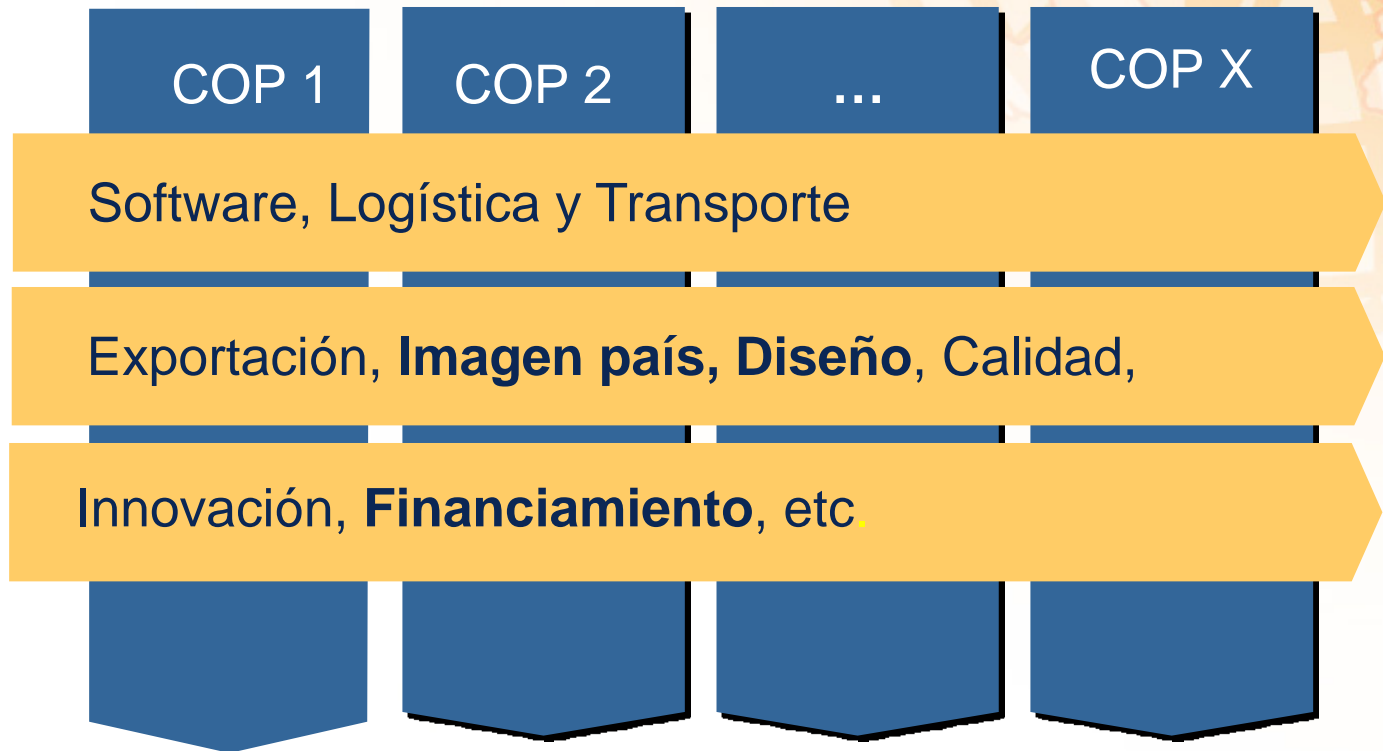 COP 1
COP 2
...
COP X
Software, Logística y Transporte
Exportación, Imagen país, Diseño, Calidad,
Innovación, Financiamiento, etc.